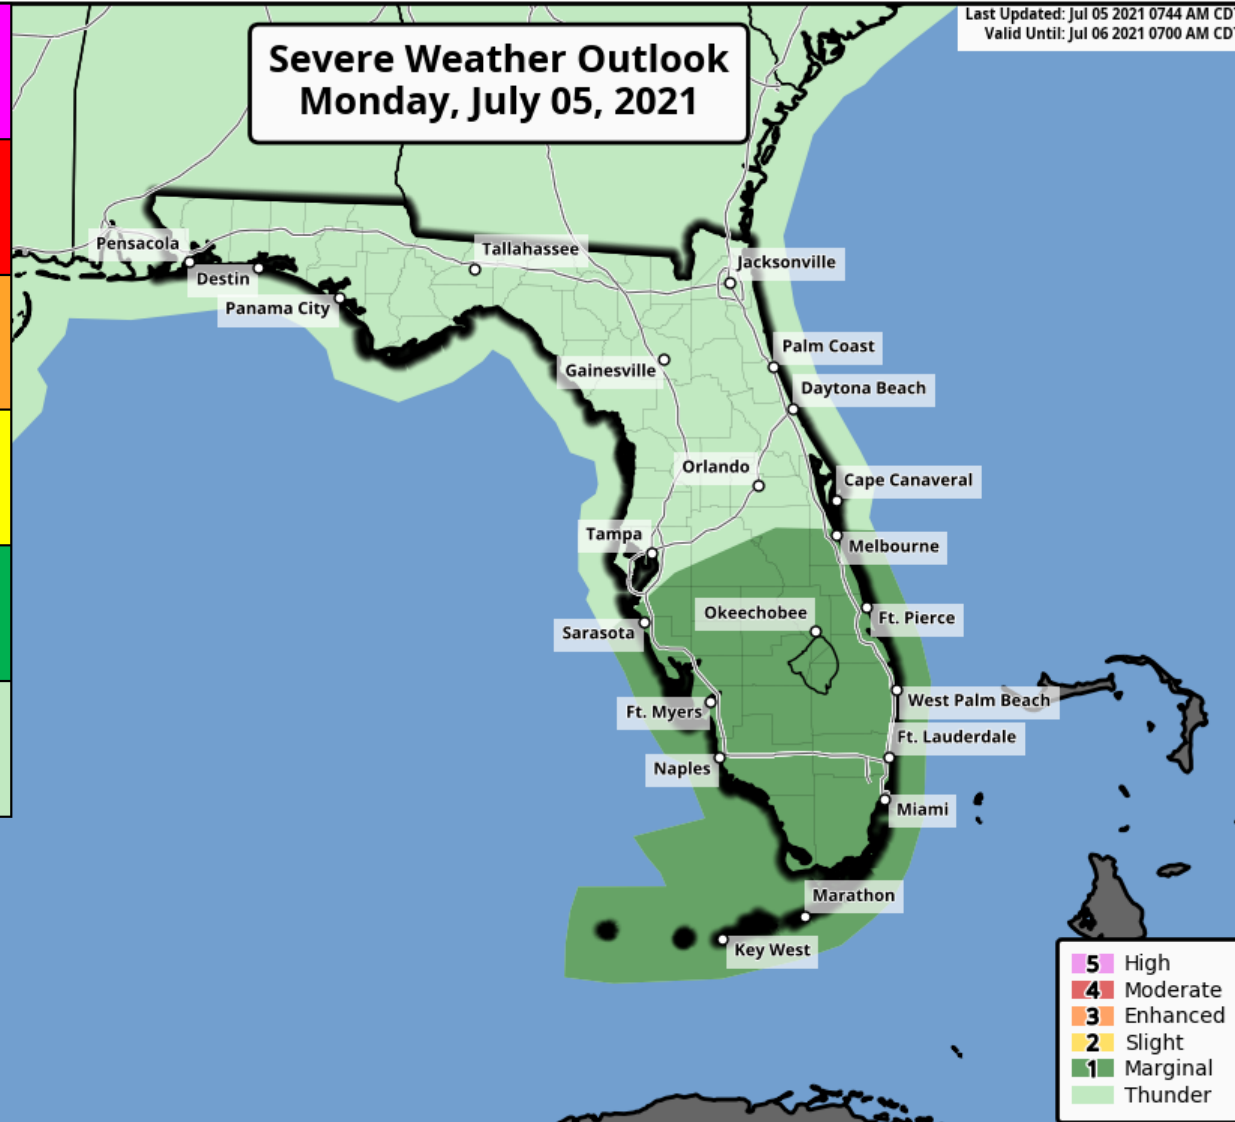 Last Updated: Jul 05 2021 0744 AM CDT
Valid Until: Jul 06 2021 0700 AM CDT
Severe Weather Outlook
Monday, July 05, 2021
Pensacola
Tallahassee
Jacksonville
Destin
Panama City
Palm Coast
Gainesville
Daytona Beach
Orlando
Cape Canaveral
Tampa
Melbourne
Okeechobee
Ft. Pierce
Sarasota
West Palm Beach
Ft. Myers
Ft. Lauderdale
Naples
Miami
Marathon
Key West
5 High
4 Moderate
3 Enhanced
2 Slight
1 Marginal
Thunder